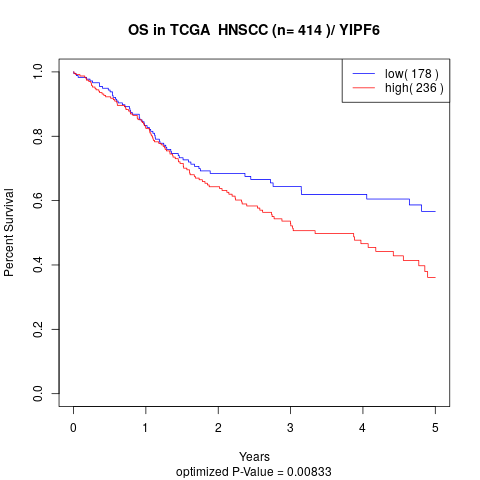 OS in TCGA  HNSCC (n= 414 )/ YIPF6
low( 178 )
high( 236 )
Percent Survival
1.0
0.8
0.6
0.4
0.2
0.0
0 1 2 3 4 5
Years
optimized P-Value = 0.00833